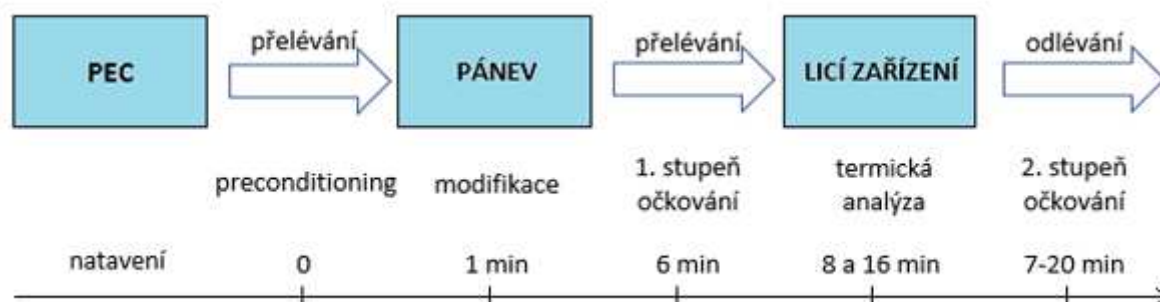 přelévání
přelévání
odlévání
PEC
PÁNEV
LICÍ ZAŘÍZENÍ
preconditioning
modifikace
1. stupeň
očkování
termická
analýza
2. stupeň
očkování
natavení
0
1 min
6 min
8 a 16 min
7-20 min